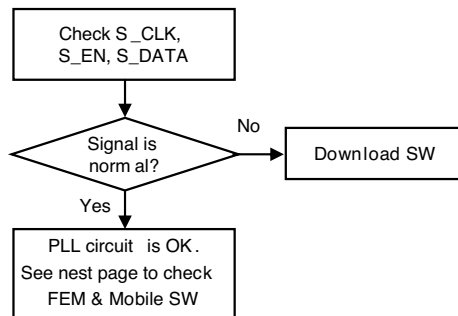 Check S_CLK,
S_EN, S_DATA
Signal is
norm al?
No
Download SW
Yes
PLL circuit is OK.
See nest page to check
FEM & Mobile SW